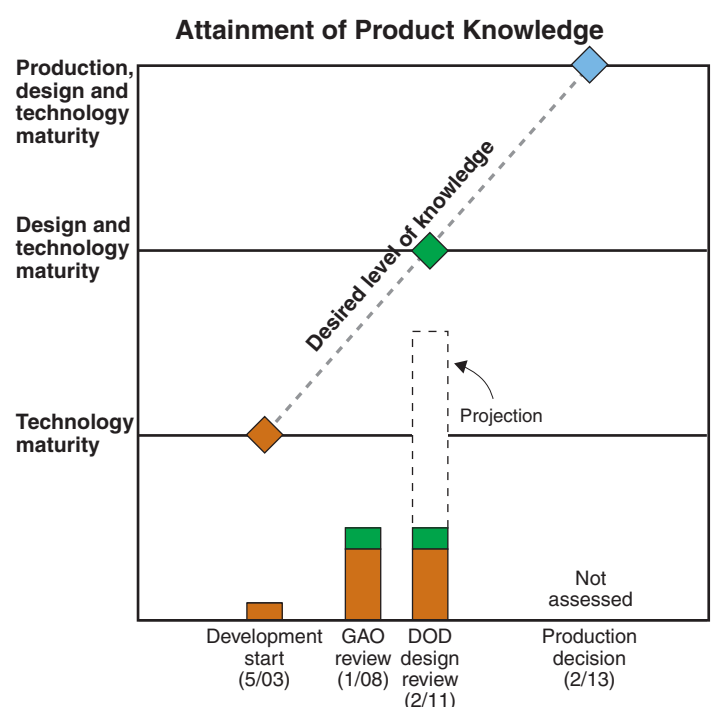 Attainment of Product Knowledge
Production,
design and
technology
maturity
Design and
technology
maturity
Technology
maturity
Desired level of knowledge
Projection
Not
assessed
Development
start
(5/03)
GAO
review
(1/08)
DOD
design
review
(2/11)
Production
decision
(2/13)